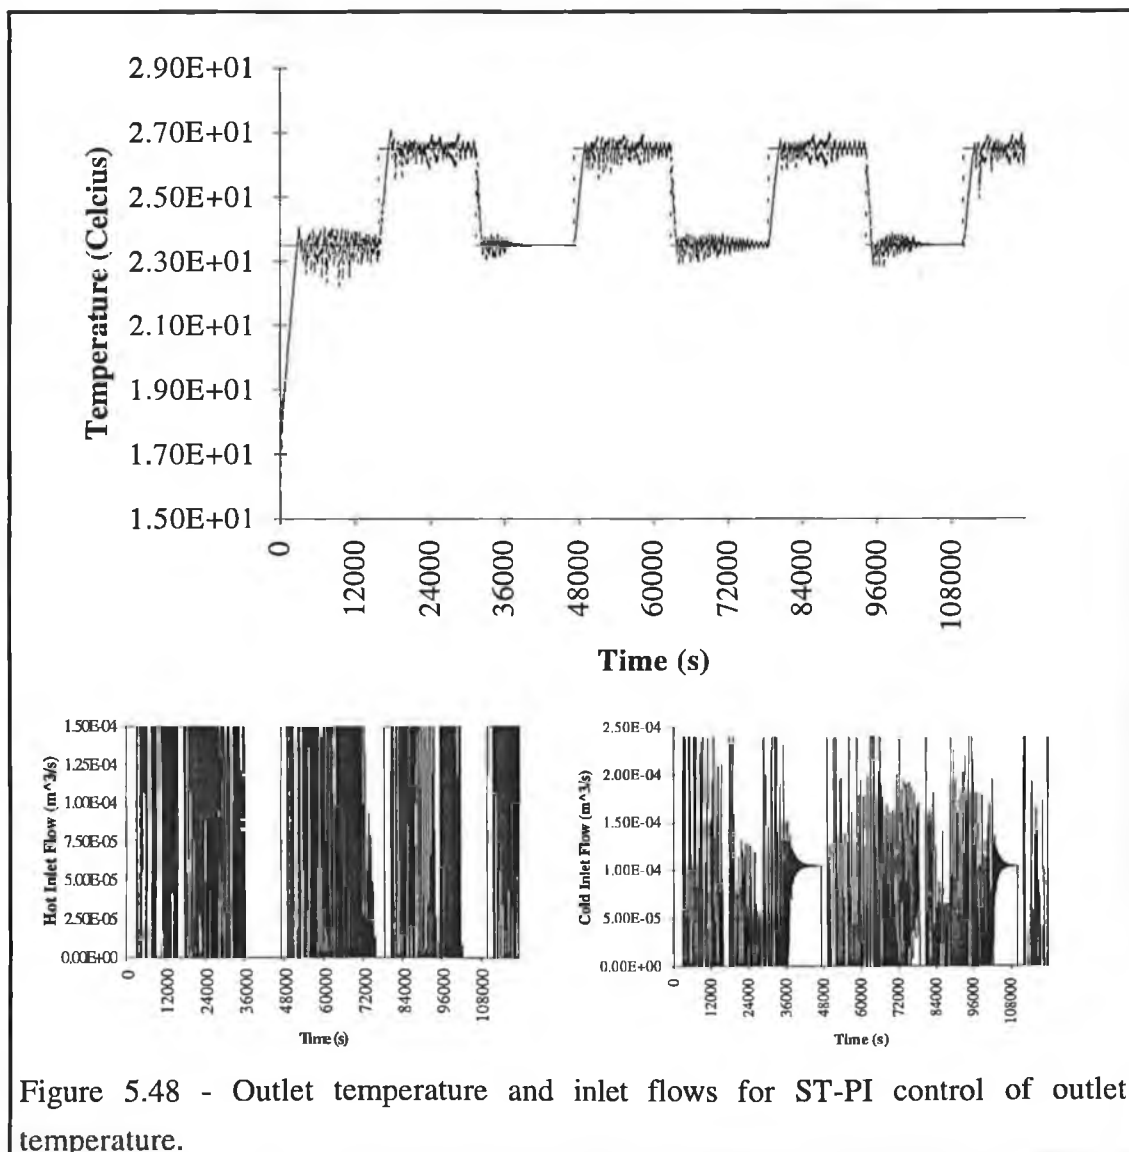 2.90E+01
2.70E+01
2.50E+01
2.30E+01
2.10E+01
1.90E+01
1.70E+01
1.50E+01
Temperature (Celcius)
0
12000
24000
36000
48000
60000
72000
84000
96000
108000
Time (s)
1.50E-04
1.25E-04
1.00E-04
7.50E-05
5.00E-05
2.50E-05
0.00E+00
Hot Inlet Flow (m^3/s)
0
12000
24000
36000
48000
60000
72000
84000
96000
108000
Time (s)
2.50E-04
2.00E-04
1.50E-04
1.00E-04
5.00E-05
0.00E+00
Cold Inlet Flow (m^3/s)
0
12000
24000
36000
48000
60000
72000
84000
96000
108000
Time (s)
Figure 5.48 - Outlet temperature and inlet flows for ST-PI control of outlet
temperature.